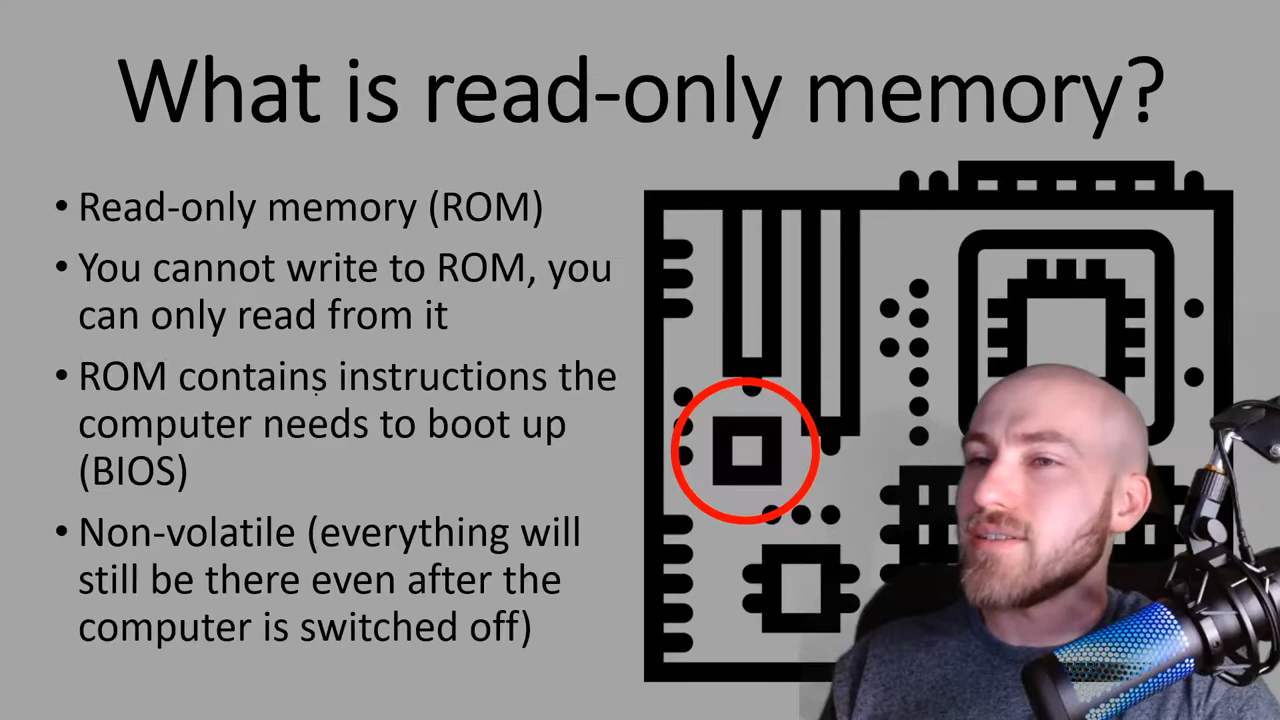 What is read-only memory?
• Read-only memory (ROM)
• You cannot write to ROM, you
can only read from it
• ROM contains instructions the
computer needs to boot up
(BIOS)
• Non-volatile (everything will
still be there even after the
computer is switched off)